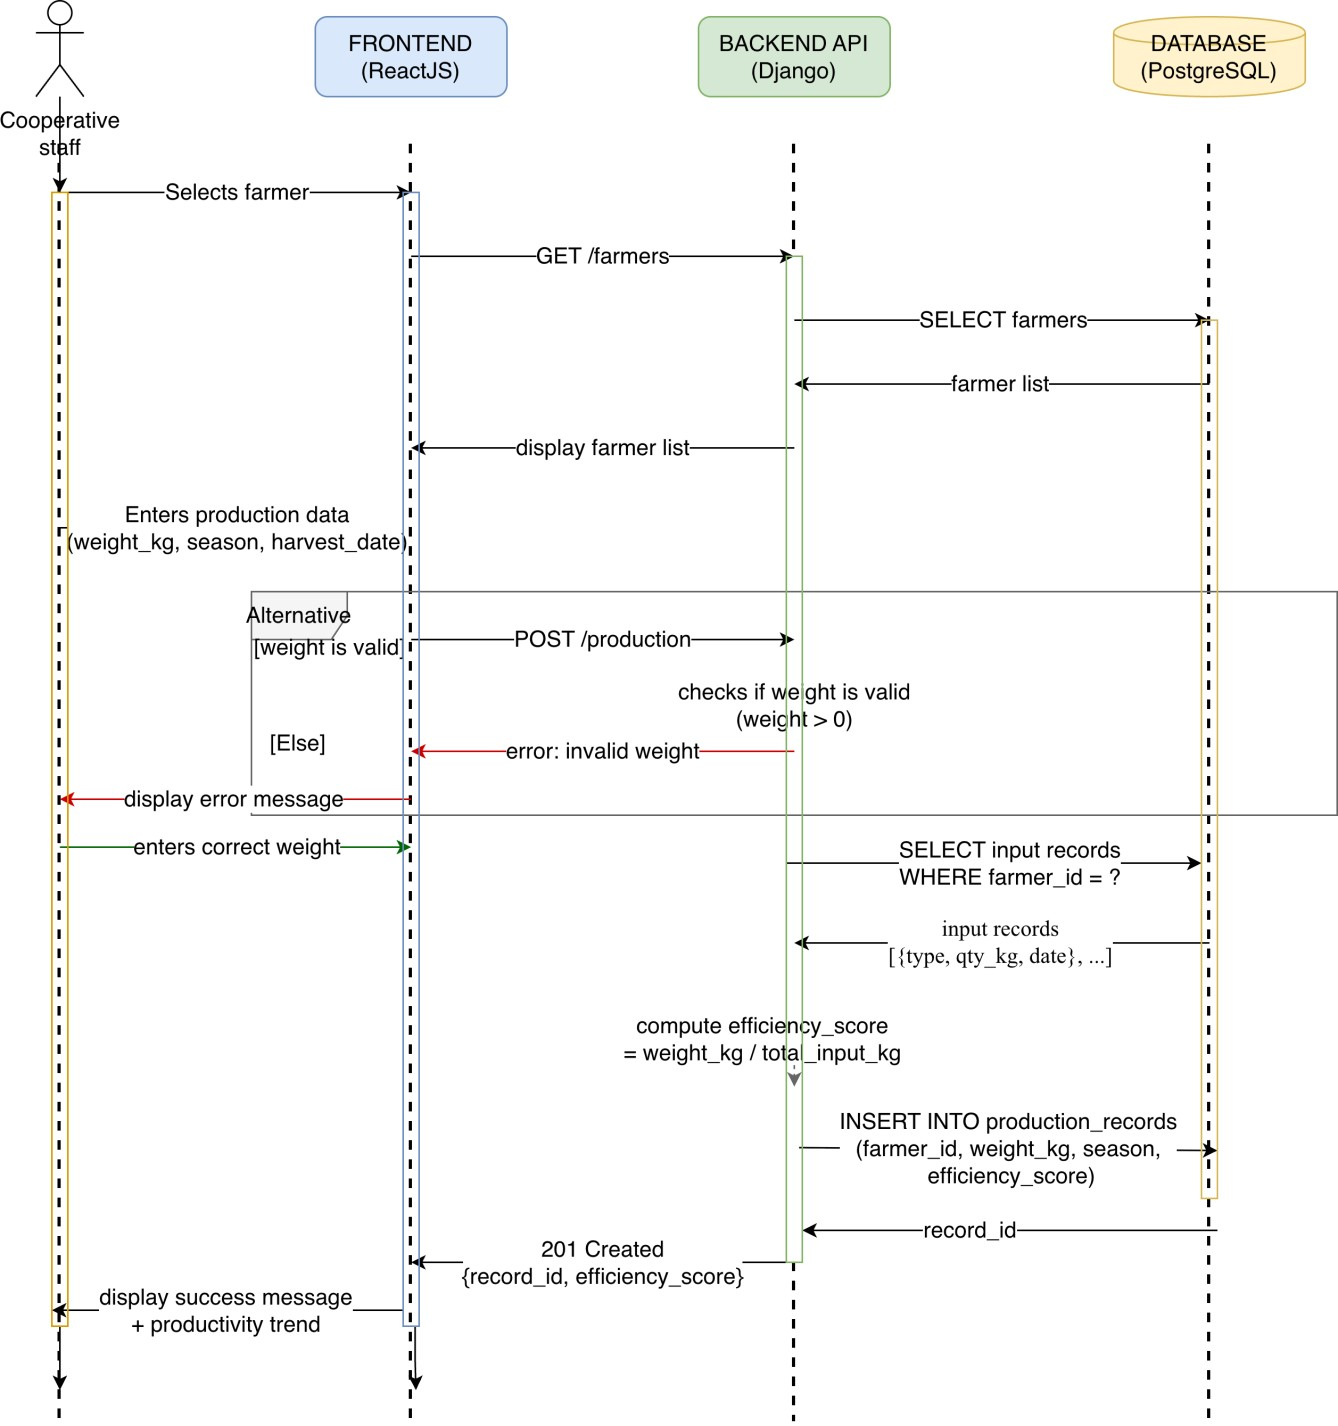 FRONTEND
(ReactJS)
BACKEND API
(Django)
DATABASE
(PostgreSQL)
Cooperative
staff
Selects farmer
GET /farmers
SELECT farmers
farmer list
display farmer list
Enters production data
(weight_kg, season, harvest_date)
Alternative
[weight is valid]
POST /production
checks if weight is valid
(weight > 0)
[Else]
error: invalid weight
display error message
enters correct weight
SELECT input records
WHERE farmer_id = ?
input records
[{type, qty_kg, date}, ...]
compute efficiency_score
= weight_kg / total_input_kg
INSERT INTO production_records
(farmer_id, weight_kg, season,
efficiency_score)
record_id
201 Created
{record_id, efficiency_score}
display success message
+ productivity trend